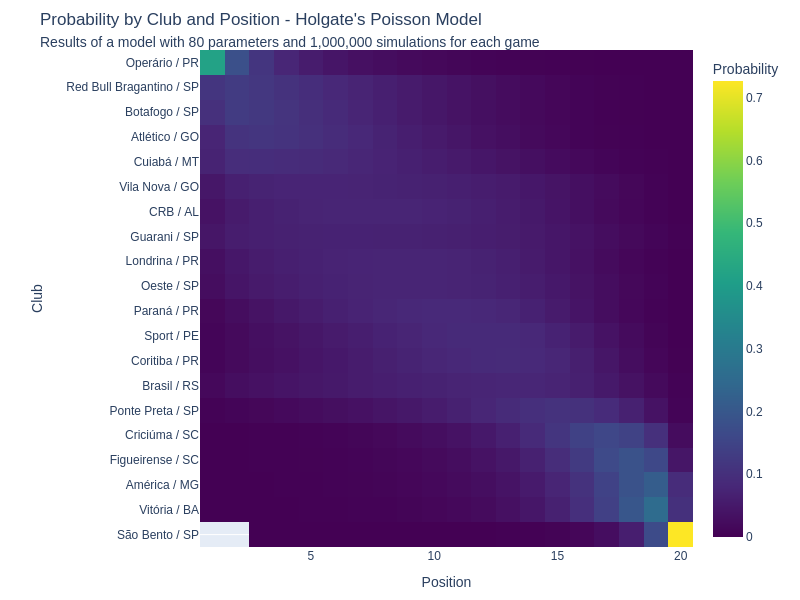 Probability by Club and Position - Holgate's Poisson Model
Results of a model with 80 parameters and 1,000,000 simulations for each game
Probability
Operário / PR
Red Bull Bragantino / SP
Botafogo / SP
Atlético / GO
Cuiabá / MT
Vila Nova / GO
CRB / AL
Guarani / SP
Londrina / PR
Oeste / SP
Paraná / PR
Sport / PE
Coritiba / PR
Brasil / RS
Ponte Preta / SP
Criciúma / SC
Figueirense / SC
América / MG
Vitória / BA
São Bento / SP
Club
5 10 15 20
Position
0.7
0.6
0.5
0.4
0.3
0.2
0.1
0